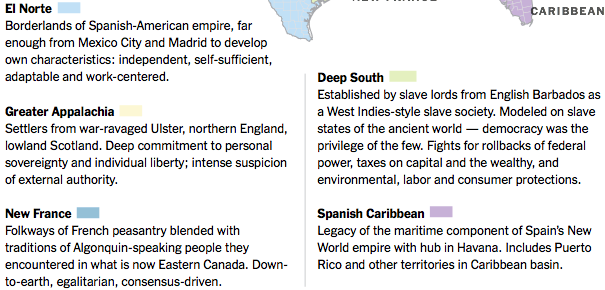 CARIBBEAN
El Norte
Borderlands of Spanish-American empire, far
enough from Mexico City and Madrid to develop
own characteristics: independent, self-sufficient,
adaptable and work-centered.
Greater Appalachia
Settlers from war-ravaged Ulster, northern England,
lowland Scotland. Deep commitment to personal
sovereignty and individual liberty; intense suspicion
of external authority.
New France
Folkways of French peasantry blended with
traditions of Algonquin-speaking people they
encountered in what is now Eastern Canada. Down-
to-earth, egalitarian, consensus-driven.
Deep South
Established by slave lords from English Barbados as
a West Indies-style slave society. Modeled on slave
states of the ancient world — democracy was the
privilege of the few. Fights for rollbacks of federal
power, taxes on capital and the wealthy, and
environmental, labor and consumer protections.
Spanish Caribbean
Legacy of the maritime component of Spain’s New
World empire with hub in Havana. Includes Puerto
Rico and other territories in Caribbean basin.